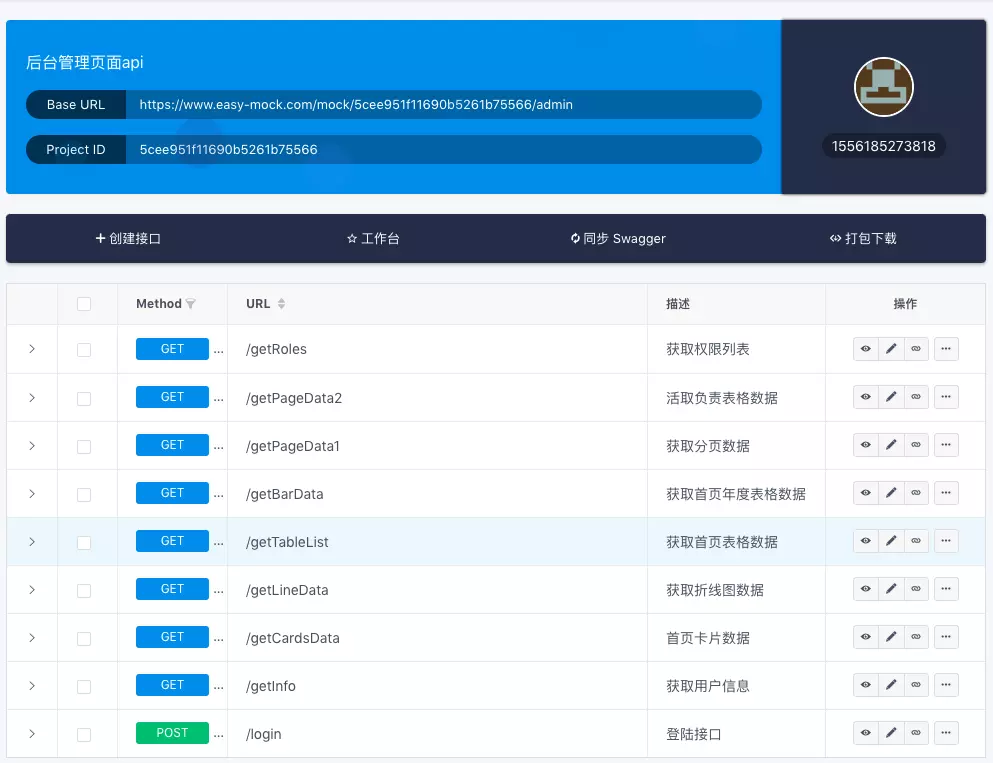 后台管理页面api
Base URL https://www.easy-mock.com/mock/5cee951f11690b5261b75566/admin
Project ID 5cee951f11690b5261b75566
1556185273818
创建接口 工作台 同步 Swagger 打包下载
Method URL 描述 操作
GET ... /getRoles 获取权限列表
GET ... /getPageData2 活取负责表格数据
GET ... /getPageData1 获取分页数据
GET ... /getBarData 获取首页年度表格数据
GET ... /getTableList 获取首页表格数据
GET ... /getLineData 获取折线图数据
GET ... /getCardsData 首页卡片数据
GET ... /getInfo 获取用户信息
POST ... /login 登陆接口